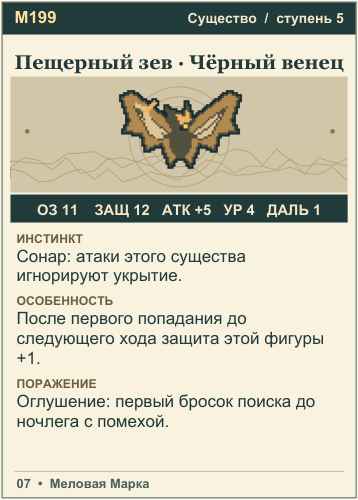 М199
Существо / ступень 5
Пещерный зев · Чёрный венец
ОЗ 11 ЗАЩ 12 АТК +5 УР 4 ДАЛЬ 1
ИНСТИНКТ
Сонар: атаки этого существа
игнорируют укрытие.
ОСОБЕННОСТЬ
После первого попадания до
следующего хода защита этой фигуры
+1.
ПОРАЖЕНИЕ
Оглушение: первый бросок поиска до
ночлега с помехой.
07 • Меловая Марка